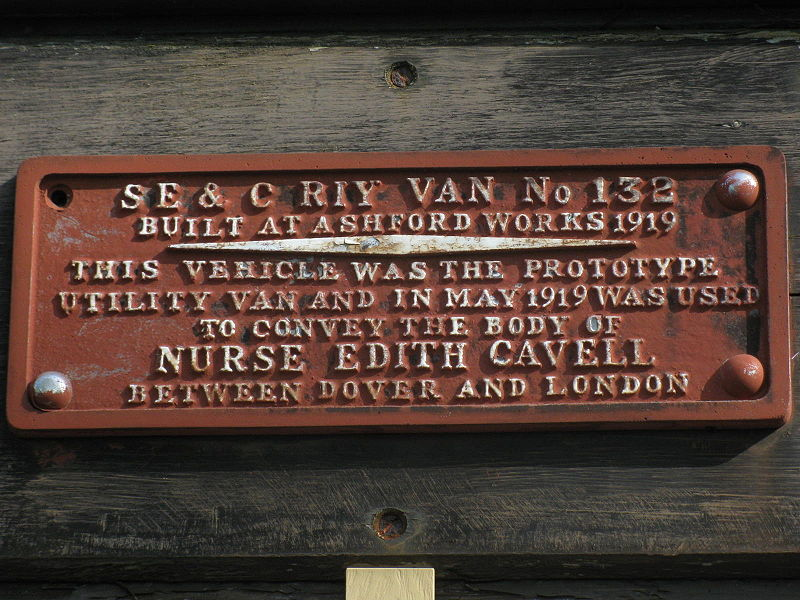 SE & C RLY VAN No 132
BUILT AT ASHFORD WORKS 1919
THIS VEHICLE WAS THE PROTOTYPE
UTILITY VAN AND IN MAY 1919 WAS USED
TO CONVEY THE BODY OF
NURSE EDITH CAVELL
BETWEEN DOVER AND LONDON